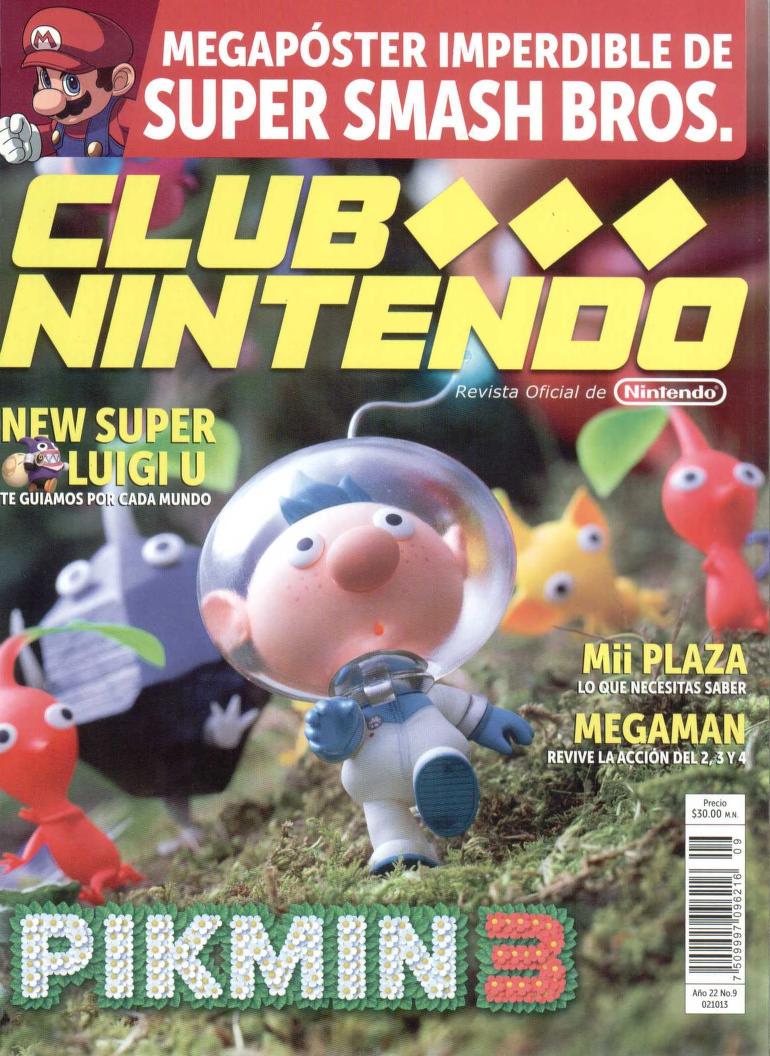 MEGAPÓSTER IMPERDIBLE DE
SUPER SMASH BROS.
CLUB
NINTENDO
Revista Oficial de Nintendo®
NEW SUPER
LUIGI U
TE GUIAMOS POR CADA MUNDO
Mii PLAZA
LO QUE NECESITAS SABER
MEGAMAN
REVIVE LA ACCIÓN DEL 2, 3 Y 4
Precio
$30.00 M.N.
09
7 509997 096216
Año 22 No.9
021013
PIKMIN 3